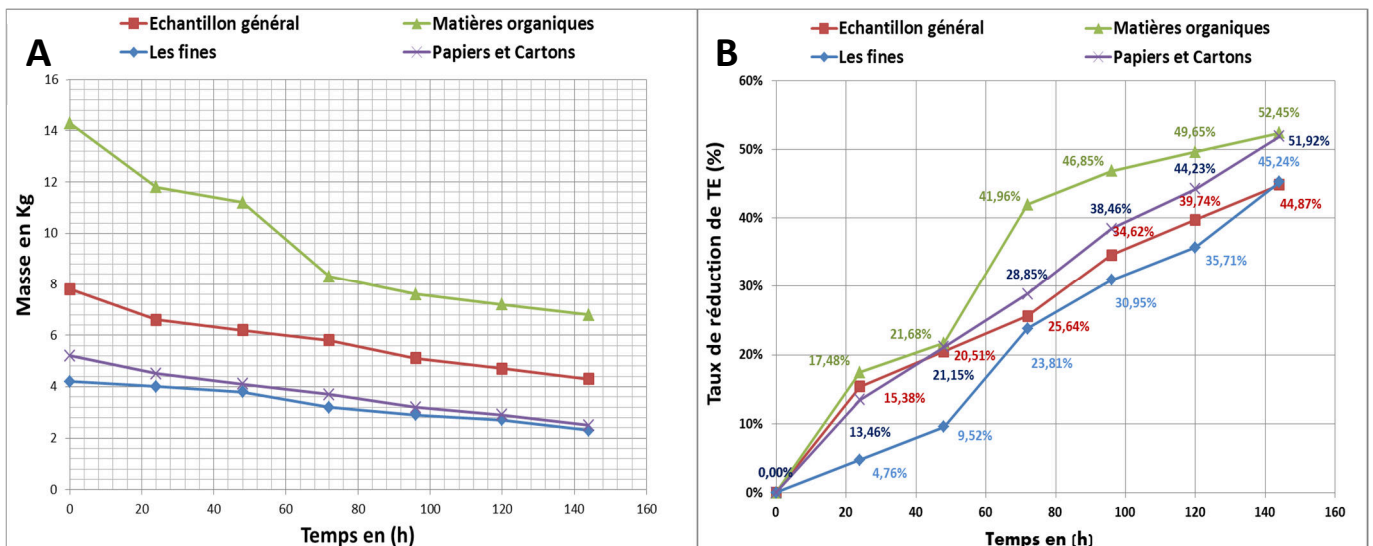 A
Echantillon général
Matières organiques
Les fines
Papiers et Cartons
Masse en Kg
16
14
12
10
8
6
4
2
0
0 20 40 60 80 100 120 140 160
Temps en (h)
B
Echantillon général
Matières organiques
Les fines
Papiers et Cartons
Taux de réduction de TE (%)
60%
50%
40%
30%
20%
10%
0%
52,45%
49,65%
51,92%
46,85%
44,23%
45,24%
41,96%
38,46%
39,74%
44,87%
34,62%
35,71%
28,85%
30,95%
25,64%
21,68%
23,81%
20,51%
17,48%
21,15%
15,38%
13,46%
9,52%
4,76%
0,00%
0 20 40 60 80 100 120 140 160
Temps en (h)